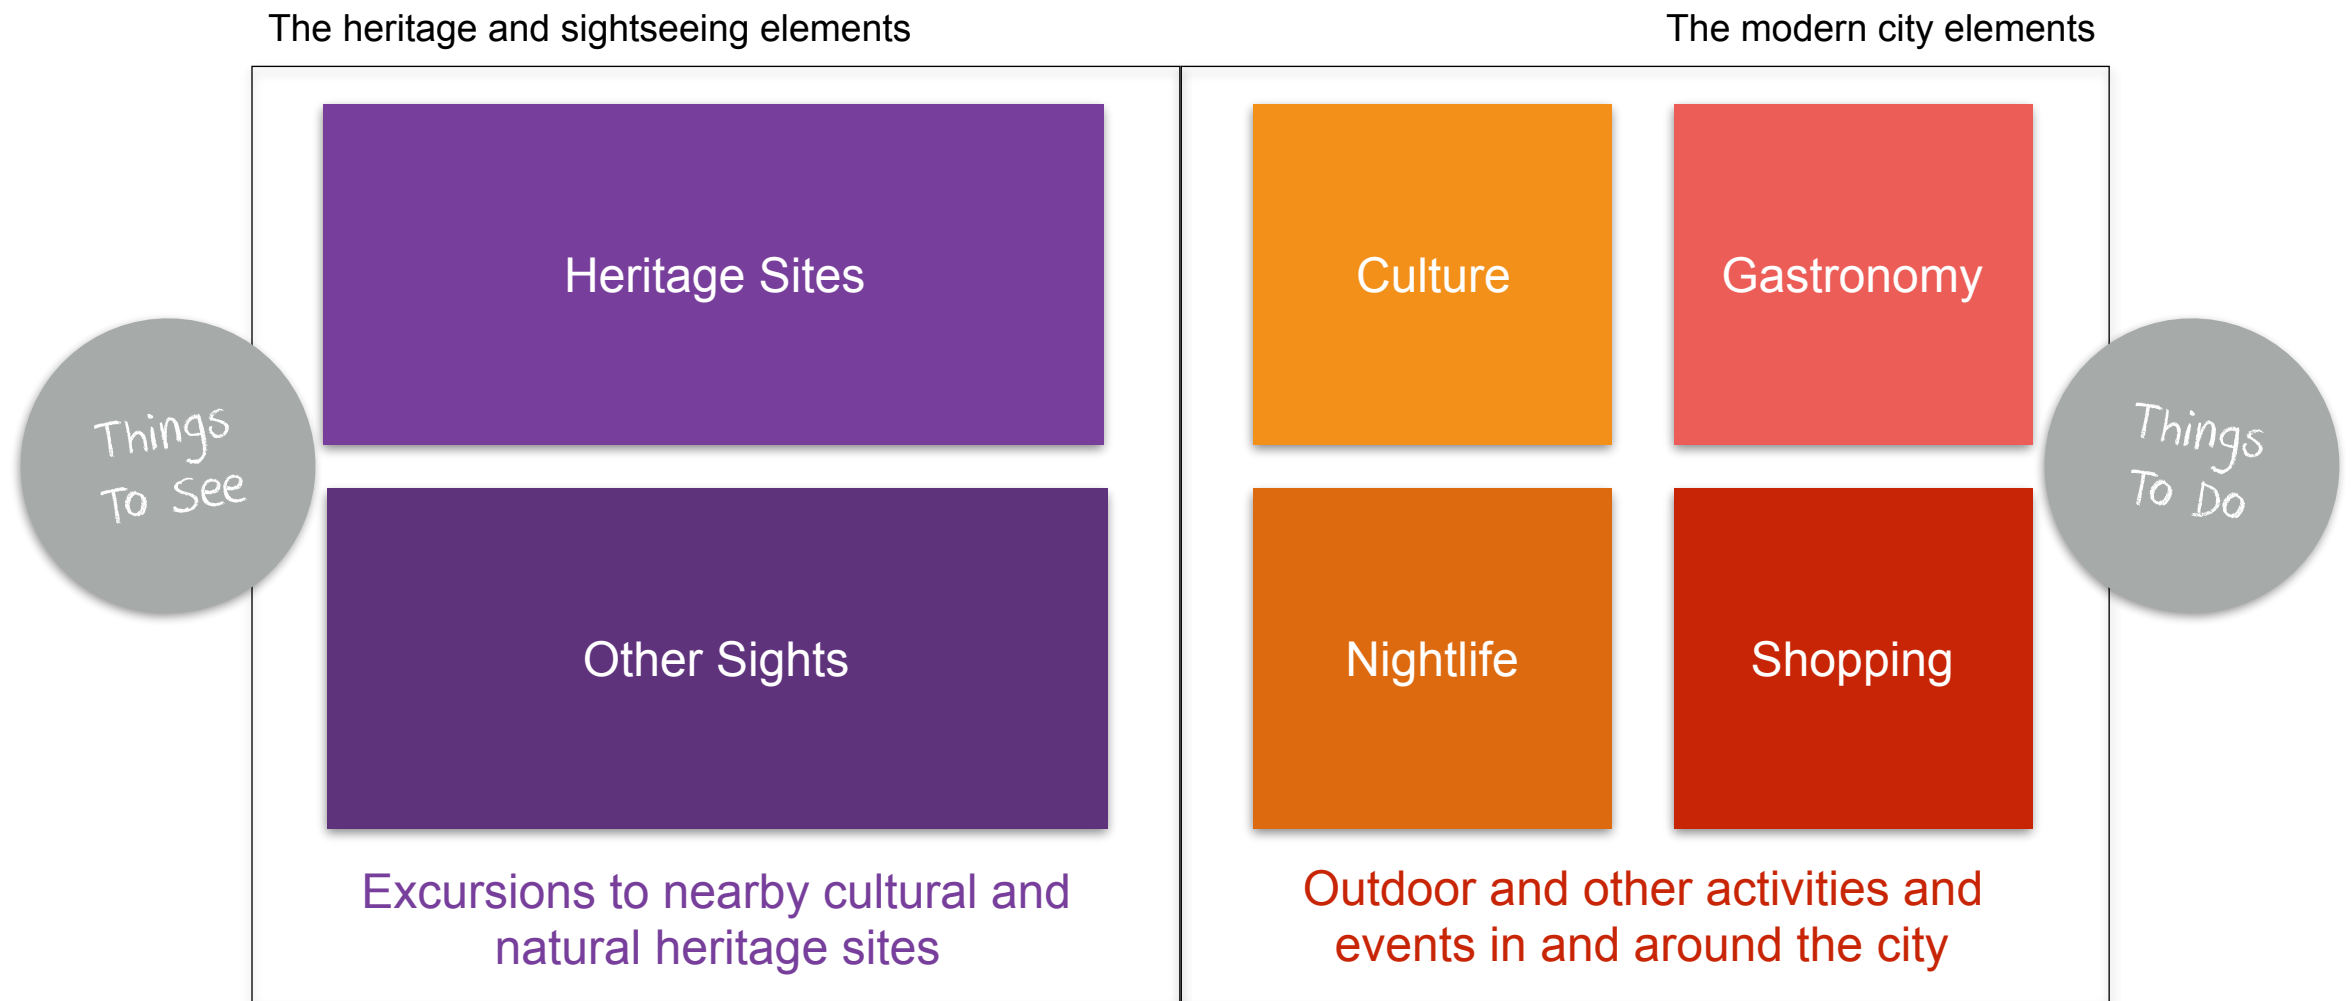 The heritage and sightseeing elements
The modern city elements
Heritage Sites
Culture
Gastronomy
Things
To See
Things
To Do
Other Sights
Nightlife
Shopping
Excursions to nearby cultural and
natural heritage sites
Outdoor and other activities and
events in and around the city